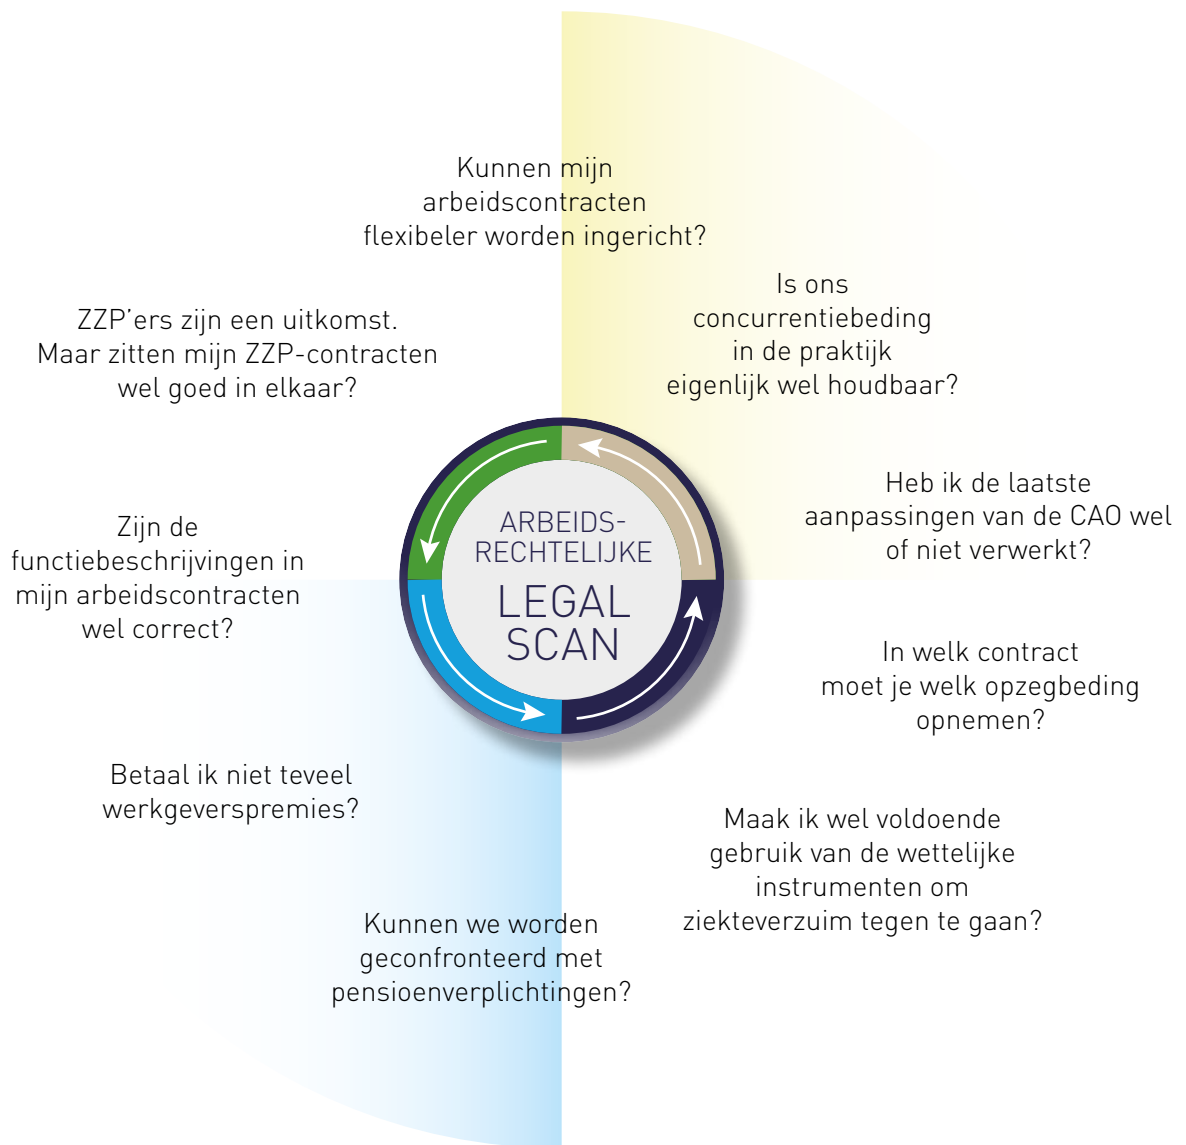 Kunnen mijn
arbeidscontracten
flexibeler worden ingericht?
Is ons
concurrentiebeding
in de praktijk
eigenlijk wel houdbaar?
Heb ik de laatste
aanpassingen van de CAO wel
of niet verwerkt?
In welk contract
moet je welk opzegbeding
opnemen?
Maak ik wel voldoende
gebruik van de wettelijke
instrumenten om
ziekteverzuim tegen te gaan?
Kunnen we worden
geconfronteerd met
pensioenverplichtingen?
Betaal ik niet teveel
werkgeverspremies?
Zijn de
functiebeschrijvingen in
mijn arbeidscontracten
wel correct?
ZZP’ers zijn een uitkomst.
Maar zitten mijn ZZP-contracten
wel goed in elkaar?
ARBEIDS-
RECHTELIJKE
LEGAL
SCAN